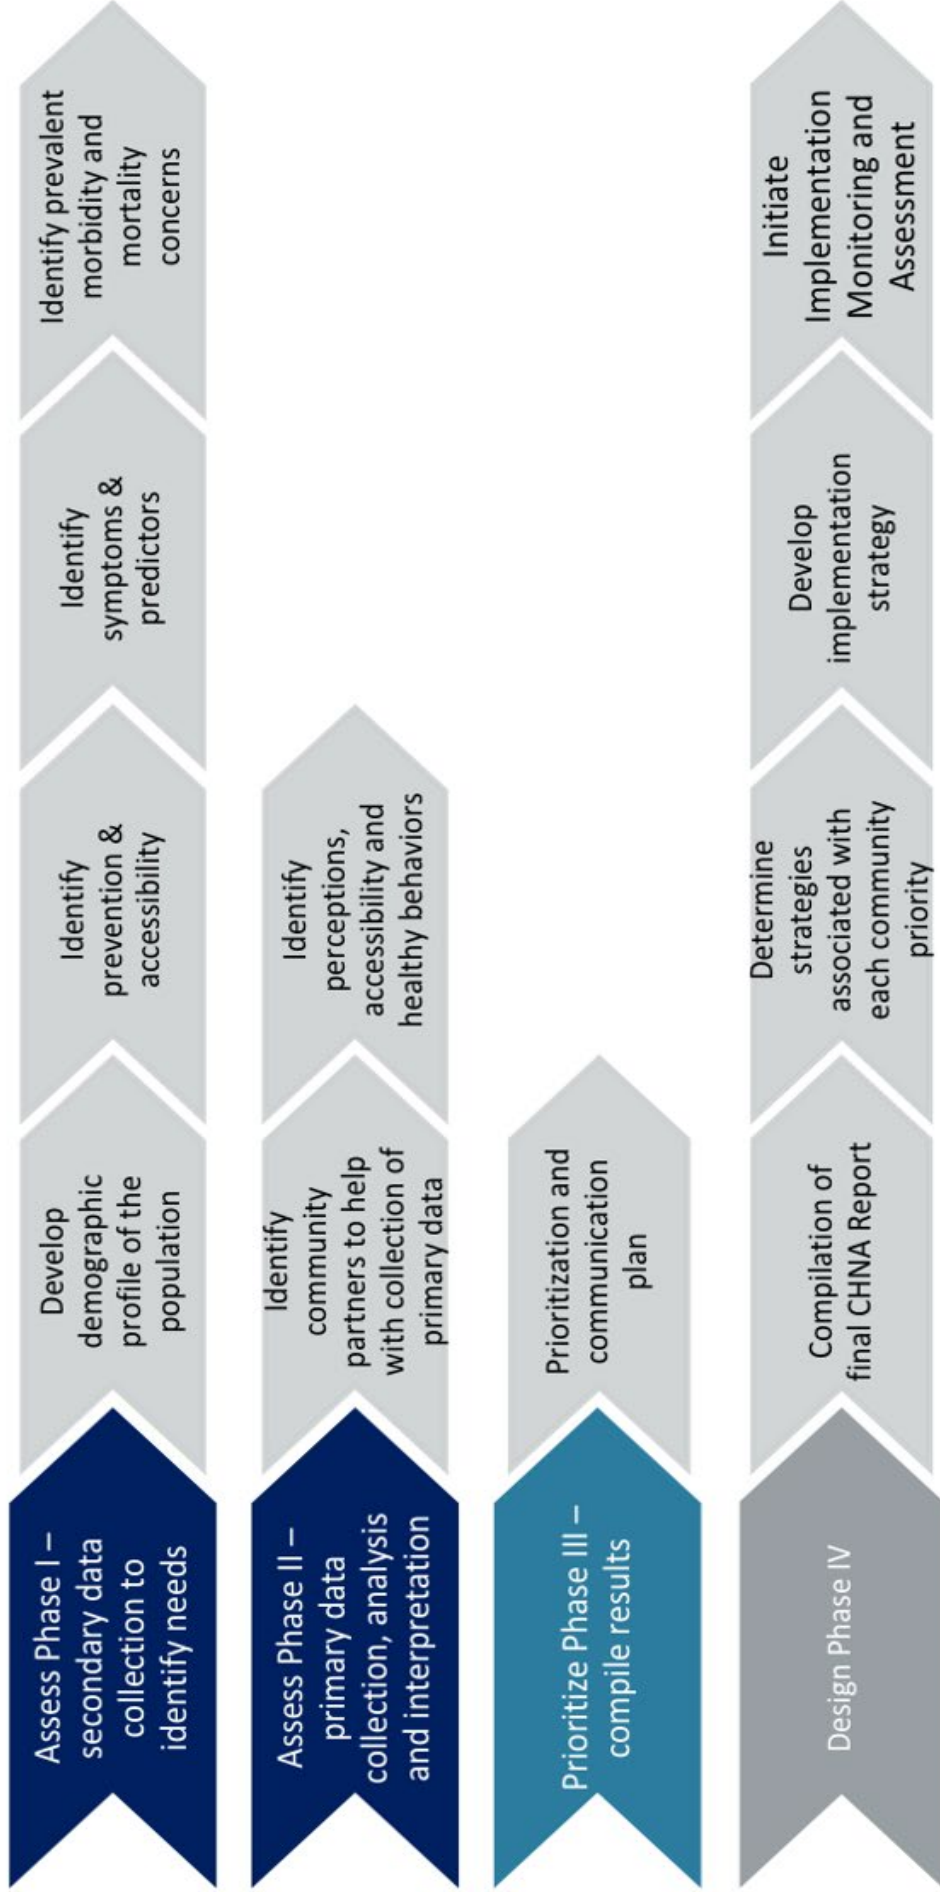 Assess Phase I –
secondary data
collection to
identify needs
Develop
demographic
profile of the
population
Identify
prevention &
accessibility
Identify
symptoms &
predictors
Identify prevalent
morbidity and
mortality
concerns
Assess Phase II –
primary data
collection, analysis
and interpretation
Identify
community
partners to help
with collection of
primary data
Identify
perceptions,
accessibility and
healthy behaviors
Prioritize Phase III –
compile results
Prioritization and
communication
plan
Design Phase IV
Compilation of
final CHNA Report
Determine
strategies
associated with
each community
priority
Develop
implementation
strategy
Initiate
Implementation
Monitoring and
Assessment